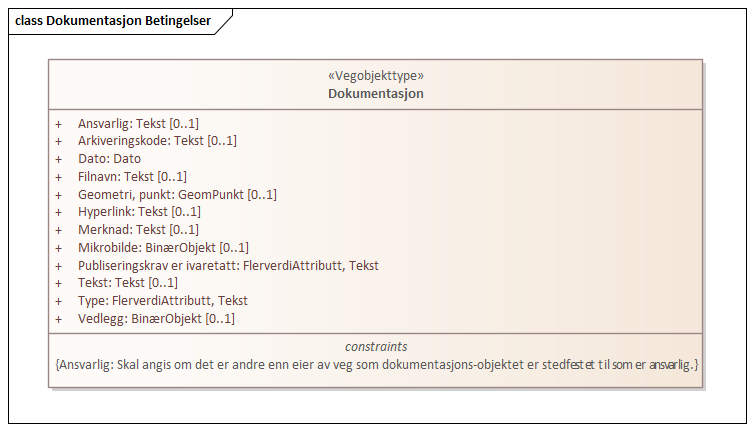 class Dokumentasjon Betingelser
«Vegobjekttype»
Dokumentasjon
+ Ansvarlig: Tekst [0..1]
+ Arkiveringskode: Tekst [0..1]
+ Dato: Dato
+ Filnavn: Tekst [0..1]
+ Geometri, punkt: GeomPunkt [0..1]
+ Hyperlink: Tekst [0..1]
+ Merknad: Tekst [0..1]
+ Mikrobilde: BinærObjekt [0..1]
+ Publiseringskrav er ivaretatt: FlerverdiAttributt, Tekst
+ Tekst: Tekst [0..1]
+ Type: FlerverdiAttributt, Tekst
+ Vedlegg: BinærObjekt [0..1]
constraints
{Ansvarlig: Skal angis om det er andre enn eier av veg som dokumentasjons-objektet er stedfestet til som er ansvarlig.}